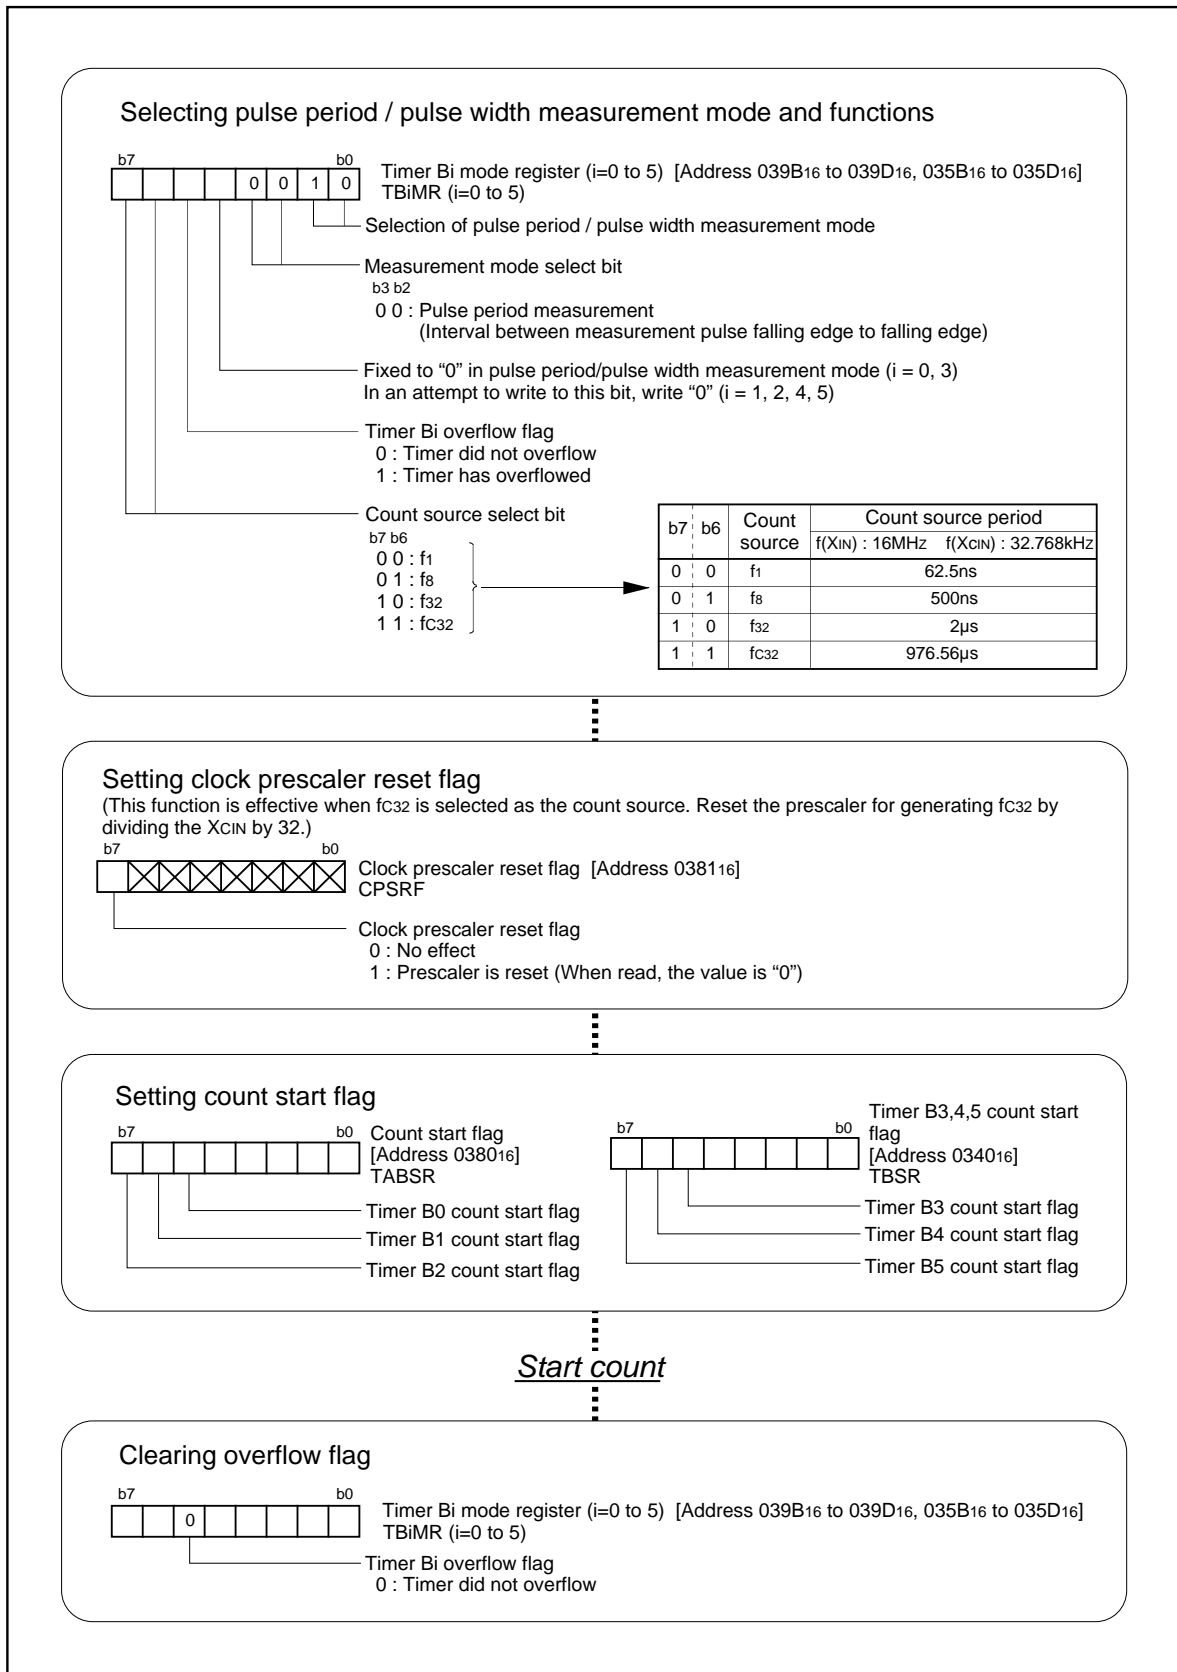 Selecting pulse period / pulse width measurement mode and functions
b7 b0
0 0 1 0
Timer Bi mode register (i=0 to 5) [Address 039B16 to 039D16, 035B16 to 035D16]
TBiMR (i=0 to 5)
Selection of pulse period / pulse width measurement mode
Measurement mode select bit
b3 b2
0 0 : Pulse period measurement
(Interval between measurement pulse falling edge to falling edge)
Fixed to “0” in pulse period/pulse width measurement mode (i = 0, 3)
In an attempt to write to this bit, write “0” (i = 1, 2, 4, 5)
Timer Bi overflow flag
0 : Timer did not overflow
1 : Timer has overflowed
Count source select bit
b7 b6
0 0 : f1
0 1 : f8
1 0 : f32
1 1 : fC32
b7 b6 Count source Count source period
f(XIN) : 16MHz f(XCIN) : 32.768kHz
0 0 f1 62.5ns
0 1 f8 500ns
1 0 f32 2µs
1 1 fC32 976.56µs
Setting clock prescaler reset flag
(This function is effective when fC32 is selected as the count source. Reset the prescaler for generating fC32 by
dividing the XCIN by 32.)
b7 b0
Clock prescaler reset flag [Address 038116]
CPSRF
Clock prescaler reset flag
0 : No effect
1 : Prescaler is reset (When read, the value is “0”)
Setting count start flag
b7 b0
Count start flag
[Address 038016]
TABSR
Timer B0 count start flag
Timer B1 count start flag
Timer B2 count start flag
b7 b0
Timer B3,4,5 count start
flag
[Address 034016]
TBSR
Timer B3 count start flag
Timer B4 count start flag
Timer B5 count start flag
Start count
Clearing overflow flag
b7 b0
0
Timer Bi mode register (i=0 to 5) [Address 039B16 to 039D16, 035B16 to 035D16]
TBiMR (i=0 to 5)
Timer Bi overflow flag
0 : Timer did not overflow